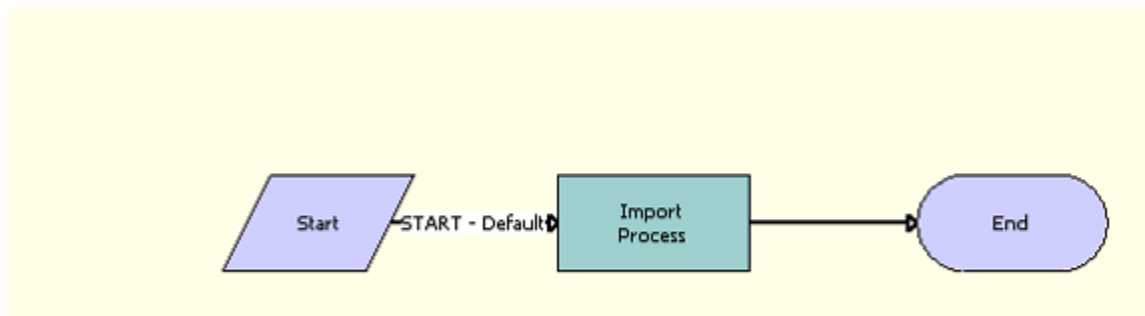 Start
START - Default
Import
Process
End